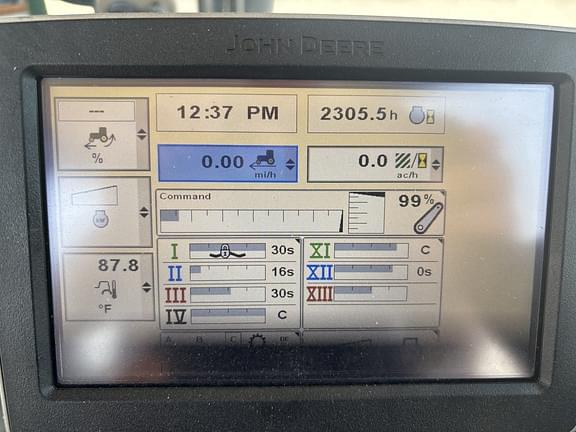 JOHN DEERE
---
12:37 PM
2305.5h
%
0.00
mi/h
0.0
ac/h
Command
99%
kW
87.8
°F
I
30s
II
16s
III
30s
IV
C
XI
C
XII
0s
XIII
A B C